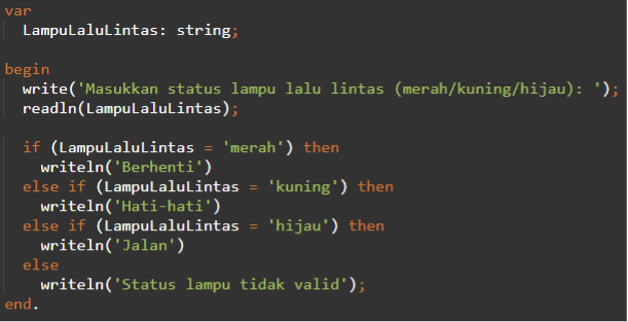 var
  LampuLaluLintas: string;

begin
  write('Masukkan status lampu lalu lintas (merah/kuning/hijau): ');
  readln(LampuLaluLintas);

  if (LampuLaluLintas = 'merah') then
    writeln('Berhenti')
  else if (LampuLaluLintas = 'kuning') then
    writeln('Hati-hati')
  else if (LampuLaluLintas = 'hijau') then
    writeln('Jalan')
  else
    writeln('Status lampu tidak valid');
end.